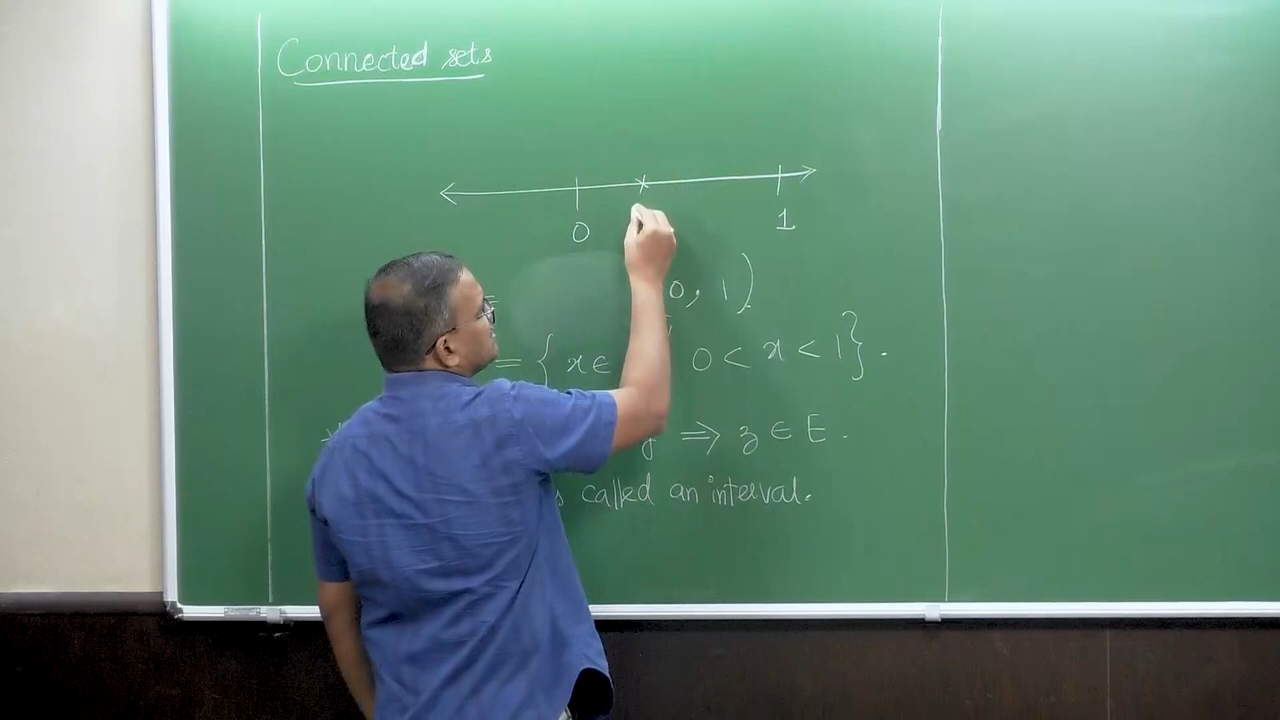 Connected sets
0 1
0, 1)
= { x ∈ 0 < x < 1 } .
y ⇒ z ∈ E .
called an interval.